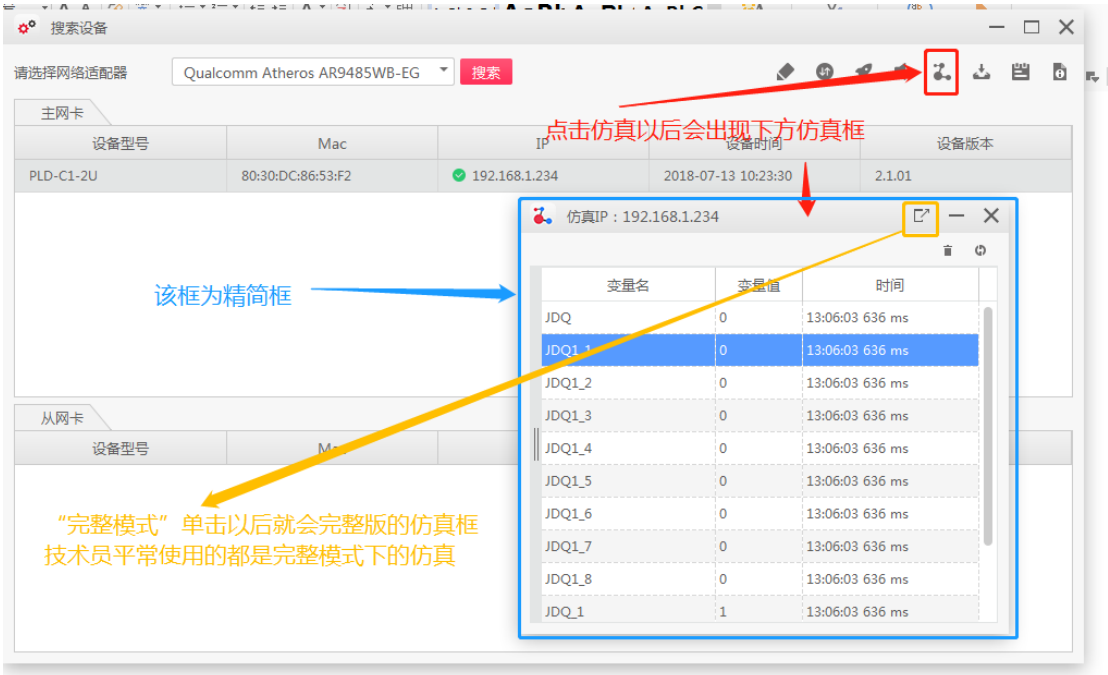 搜索设备
请选择网络适配器 Qualcomm Atheros AR9485WB-EG 搜索
主网卡
点击仿真以后会出现下方仿真框
设备型号 Mac IP 设备时间 设备版本
PLD-C1-2U 80:30:DC:86:53:F2 192.168.1.234 2018-07-13 10:23:30 2.1.01
仿真IP：192.168.1.234
该框为精简框
变量名 变量值 时间
JDQ 0 13:06:03 636 ms
JDQ1_1 0 13:06:03 636 ms
JDQ1_2 0 13:06:03 636 ms
JDQ1_3 0 13:06:03 636 ms
JDQ1_4 0 13:06:03 636 ms
JDQ1_5 0 13:06:03 636 ms
JDQ1_6 0 13:06:03 636 ms
JDQ1_7 0 13:06:03 636 ms
JDQ1_8 0 13:06:03 636 ms
JDQ_1 1 13:06:03 636 ms
从网卡
设备型号 Mac
“完整模式”单击以后就会完整版的仿真框
技术员平常使用的都是完整模式下的仿真